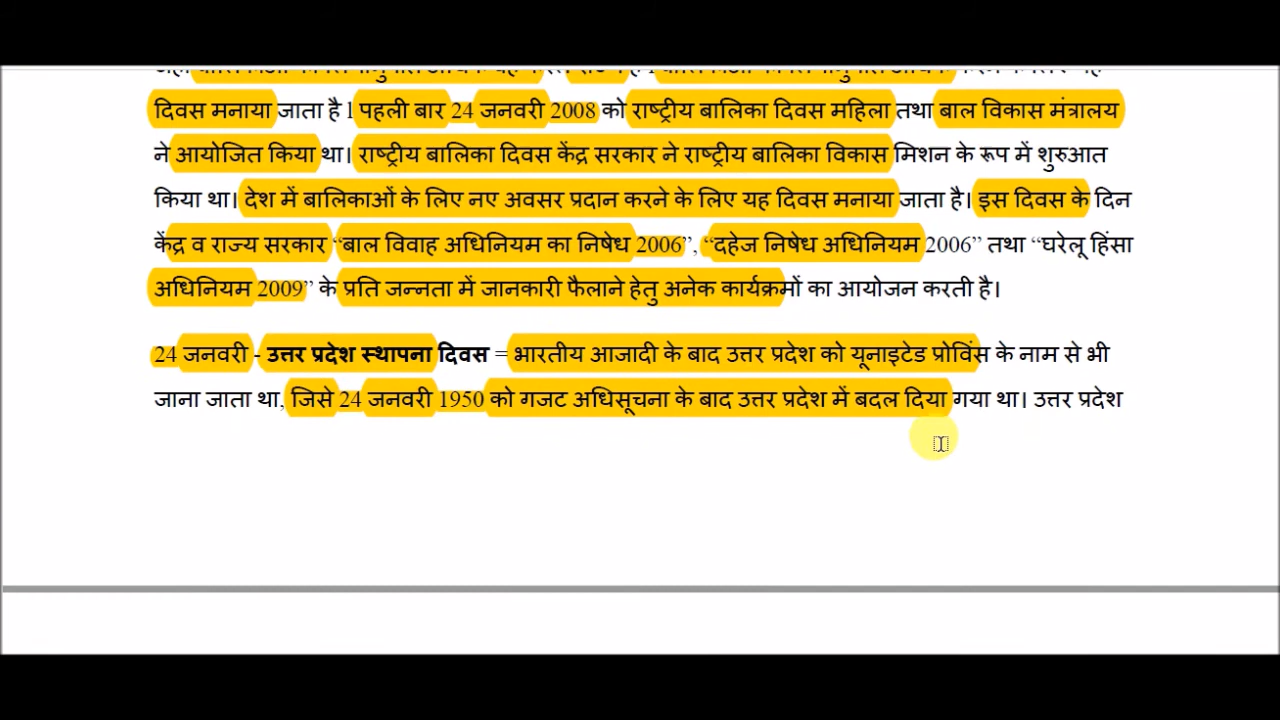 दिवस मनाया जाता है l पहली बार 24 जनवरी 2008 को राष्ट्रीय बालिका दिवस महिला तथा बाल विकास मंत्रालय
ने आयोजित किया था। राष्ट्रीय बालिका दिवस केंद्र सरकार ने राष्ट्रीय बालिका विकास मिशन के रूप में शुरुआत
किया था। देश में बालिकाओं के लिए नए अवसर प्रदान करने के लिए यह दिवस मनाया जाता है। इस दिवस के दिन
केंद्र व राज्य सरकार “बाल विवाह अधिनियम का निषेध 2006”, “दहेज निषेध अधिनियम 2006” तथा “घरेलू हिंसा
अधिनियम 2009” के प्रति जन्नता में जानकारी फैलाने हेतु अनेक कार्यक्रमों का आयोजन करती है।
24 जनवरी - उत्तर प्रदेश स्थापना दिवस = भारतीय आजादी के बाद उत्तर प्रदेश को यूनाइटेड प्रोविंस के नाम से भी
जाना जाता था, जिसे 24 जनवरी 1950 को गजट अधिसूचना के बाद उत्तर प्रदेश में बदल दिया गया था। उत्तर प्रदेश